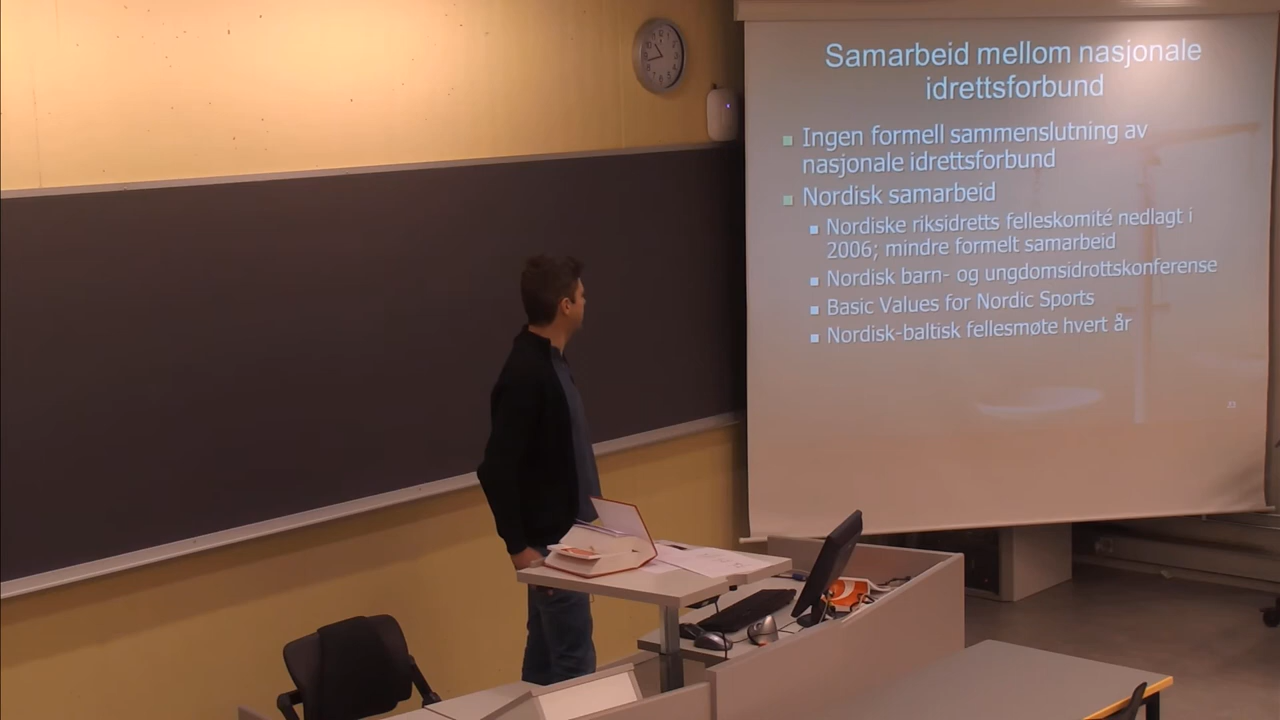 Samarbeid mellom nasjonale
idrettsforbund
Ingen formell sammenslutning av
nasjonale idrettsforbund
Nordisk samarbeid
Nordiske riksidretts felleskomité nedlagt i
2006; mindre formelt samarbeid
Nordisk barn- og ungdomsidrottskonferense
Basic Values for Nordic Sports
Nordisk-baltisk fellesmøte hvert år